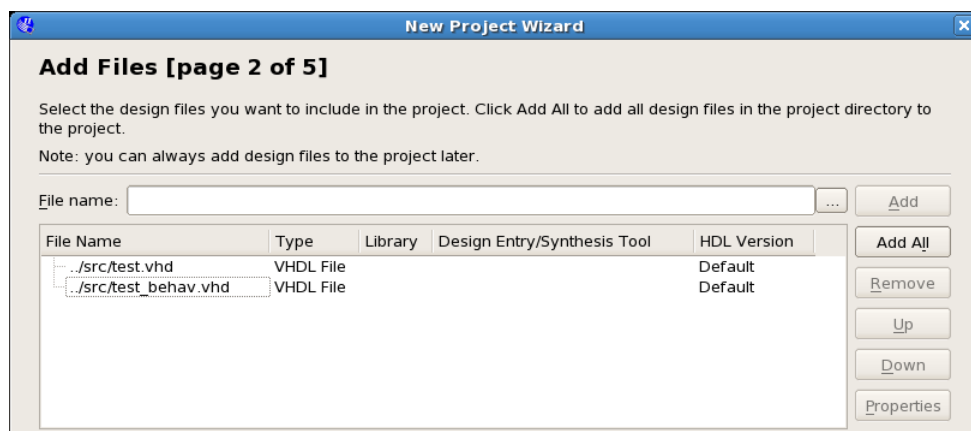 New Project Wizard
Add Files [page 2 of 5]
Select the design files you want to include in the project. Click Add All to add all design files in the project directory to
the project.
Note: you can always add design files to the project later.
File name: ... Add
File Name Type Library Design Entry/Synthesis Tool HDL Version Add All
../src/test.vhd VHDL File Default
../src/test_behav.vhd VHDL File Default Remove
Up
Down
Properties